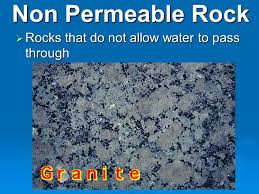 Non Permeable Rock
➢ Rocks that do not allow water to pass
through
Granite